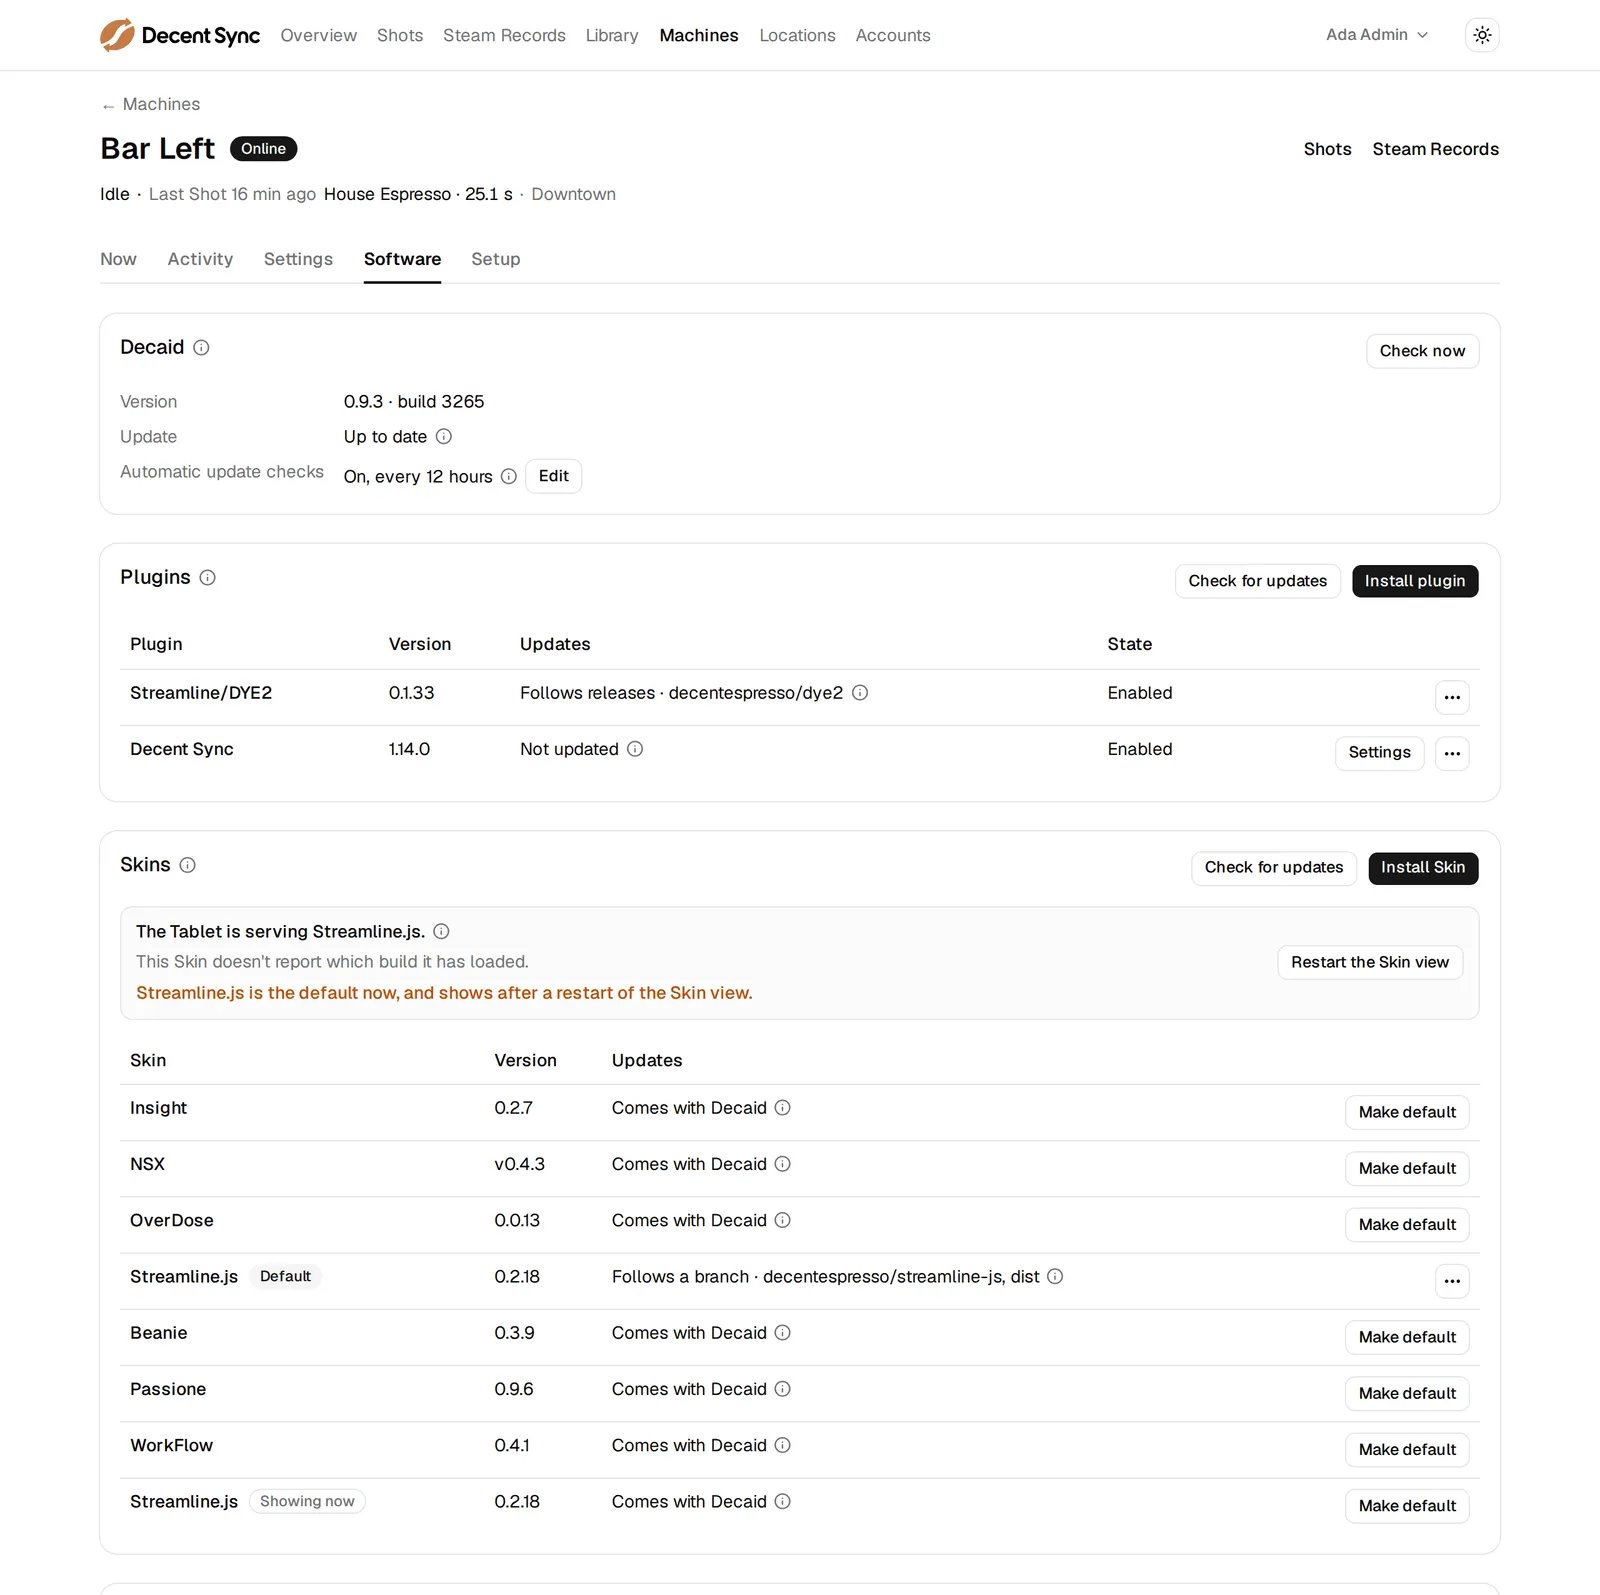 Decent Sync Overview Shots Steam Records Library Machines Locations Accounts Ada Admin
← Machines
Bar Left Online Shots Steam Records
Idle · Last Shot 16 min ago House Espresso · 25.1 s · Downtown
Now Activity Settings Software Setup
Decaid Check now
Version 0.9.3 · build 3265
Update Up to date
Automatic update checks On, every 12 hours Edit
Plugins Check for updates Install plugin
Plugin Version Updates State
Streamline/DYE2 0.1.33 Follows releases · decentespresso/dye2 Enabled
Decent Sync 1.14.0 Not updated Enabled Settings
Skins Check for updates Install Skin
The Tablet is serving Streamline.js.
This Skin doesn't report which build it has loaded. Restart the Skin view
Streamline.js is the default now, and shows after a restart of the Skin view.
Skin Version Updates
Insight 0.2.7 Comes with Decaid Make default
NSX v0.4.3 Comes with Decaid Make default
OverDose 0.0.13 Comes with Decaid Make default
Streamline.js Default 0.2.18 Follows a branch · decentespresso/streamline-js, dist
Beanie 0.3.9 Comes with Decaid Make default
Passione 0.9.6 Comes with Decaid Make default
WorkFlow 0.4.1 Comes with Decaid Make default
Streamline.js Showing now 0.2.18 Comes with Decaid Make default